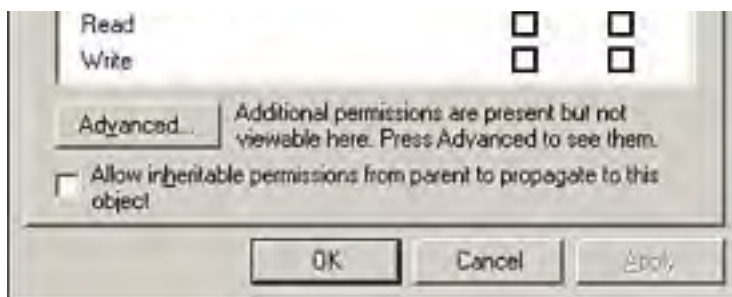 Read
Write
Advanced...
Additional permissions are present but not
viewable here. Press Advanced to see them.
Allow inheritable permissions from parent to propagate to this
object
OK
Cancel
Apply